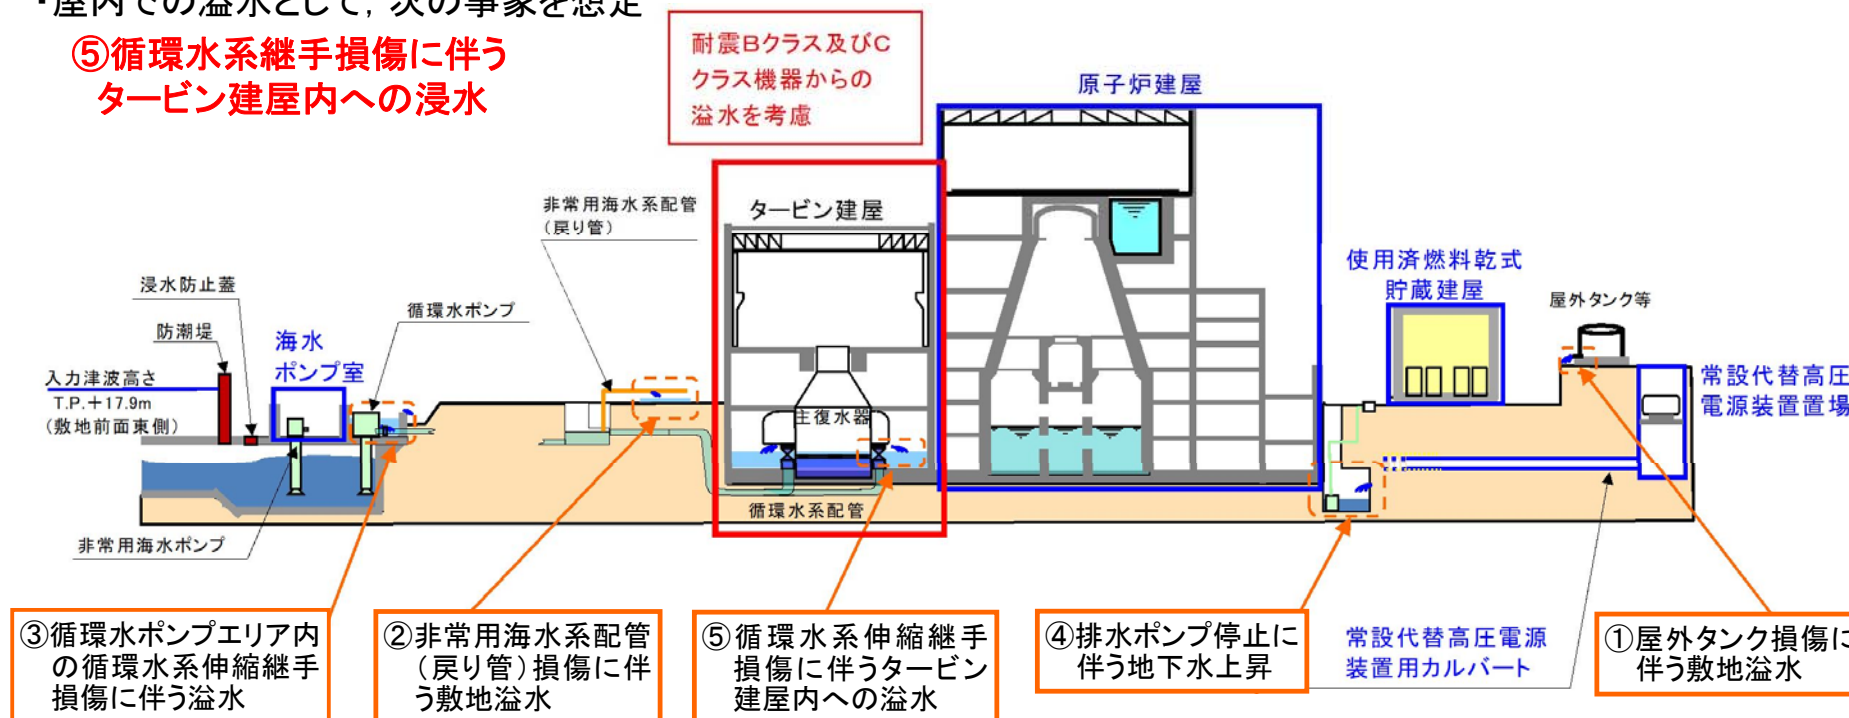 ・屋内での溢水として，次の事象を想定
⑤循環水系継手損傷に伴う
タービン建屋内への浸水
耐震Ｂクラス及びＣ
クラス機器からの
溢水を考慮
原子炉建屋
非常用海水系配管
（戻り管）
タービン建屋
使用済燃料乾式
貯蔵建屋
屋外タンク等
浸水防止蓋
循環水ポンプ
防潮堤
海水
ポンプ室
入力津波高さ
T.P.＋17.9m
（敷地前面東側）
常設代替高圧
電源装置置場
主復水器
循環水系配管
非常用海水ポンプ
③循環水ポンプエリア内
の循環水系伸縮継手
損傷に伴う溢水
②非常用海水系配管
（戻り管）損傷に伴
う敷地溢水
⑤循環水系伸縮継手
損傷に伴うタービン
建屋内への溢水
④排水ポンプ停止に
伴う地下水上昇
常設代替高圧電源
装置用カルバート
①屋外タンク損傷に
伴う敷地溢水